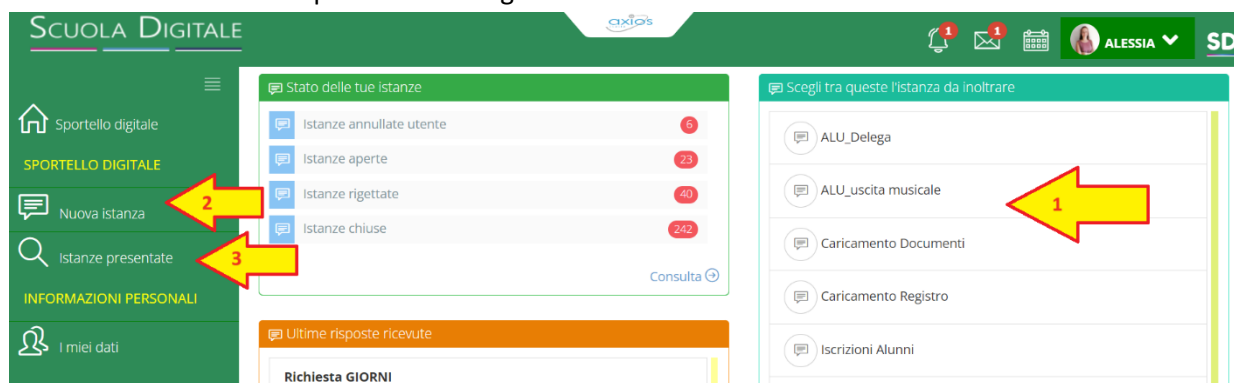 SCUOLA DIGITALE
axios
1
1
ALESSIA
SD
Sportello digitale
SPORTELLO DIGITALE
Nuova istanza
2
Istanze presentate
3
INFORMAZIONI PERSONALI
I miei dati
Stato delle tue istanze
Istanze annullate utente 6
Istanze aperte 23
Istanze rigettate 40
Istanze chiuse 242
Consulta
Ultime risposte ricevute
Richiesta GIORNI
Scegli tra queste l'istanza da inoltrare
ALU_Delega
ALU_uscita musicale
1
Caricamento Documenti
Caricamento Registro
Iscrizioni Alunni